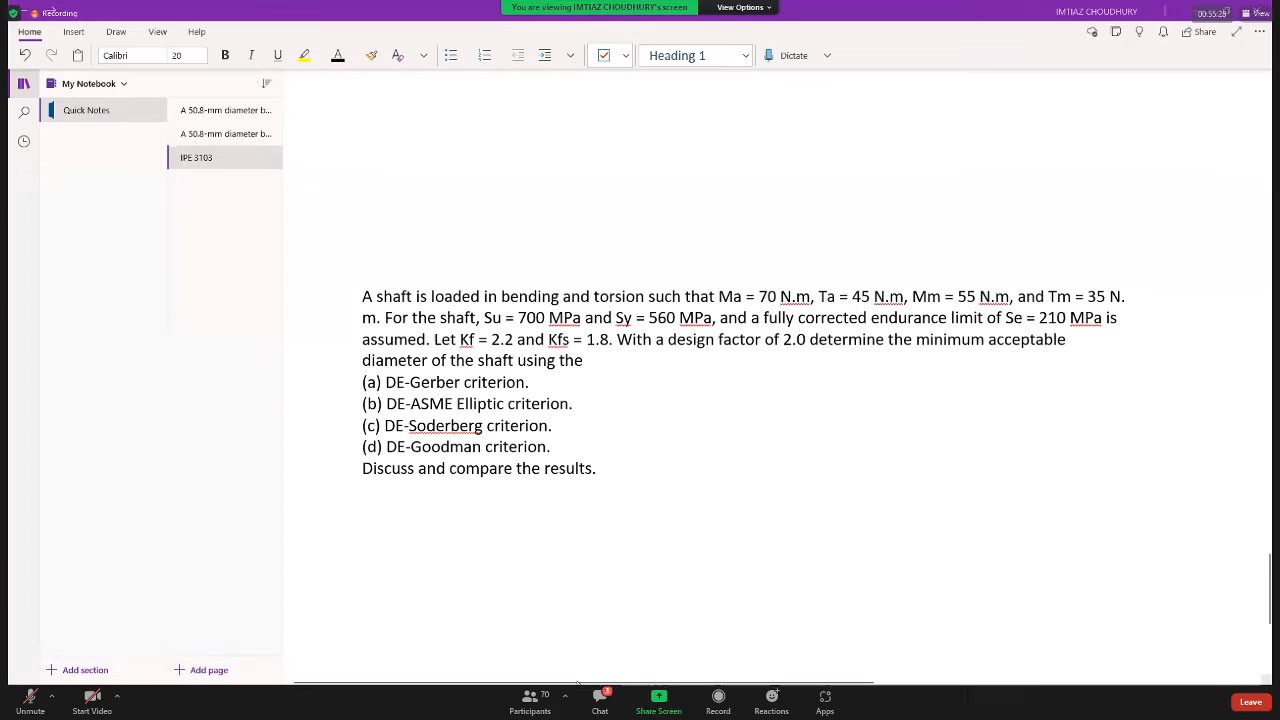 Recording
You are viewing IMTIAZ CHOUDHURY's screen
View Options
IMTIAZ CHOUDHURY
00:55:28
View
Home Insert Draw View Help
Share
Calibri 20 B I U A Heading 1 Dictate
My Notebook
Quick Notes
A 50.8-mm diameter b...
A 50.8-mm diameter b...
IPE 3103
A shaft is loaded in bending and torsion such that Ma = 70 N.m, Ta = 45 N.m, Mm = 55 N.m, and Tm = 35 N.
m. For the shaft, Su = 700 MPa and Sy = 560 MPa, and a fully corrected endurance limit of Se = 210 MPa is
assumed. Let Kf = 2.2 and Kfs = 1.8. With a design factor of 2.0 determine the minimum acceptable
diameter of the shaft using the
(a) DE-Gerber criterion.
(b) DE-ASME Elliptic criterion.
(c) DE-Soderberg criterion.
(d) DE-Goodman criterion.
Discuss and compare the results.
Add section
Add page
Unmute
Start Video
70
Participants
3
Chat
Share Screen
Record
Reactions
Apps
Leave